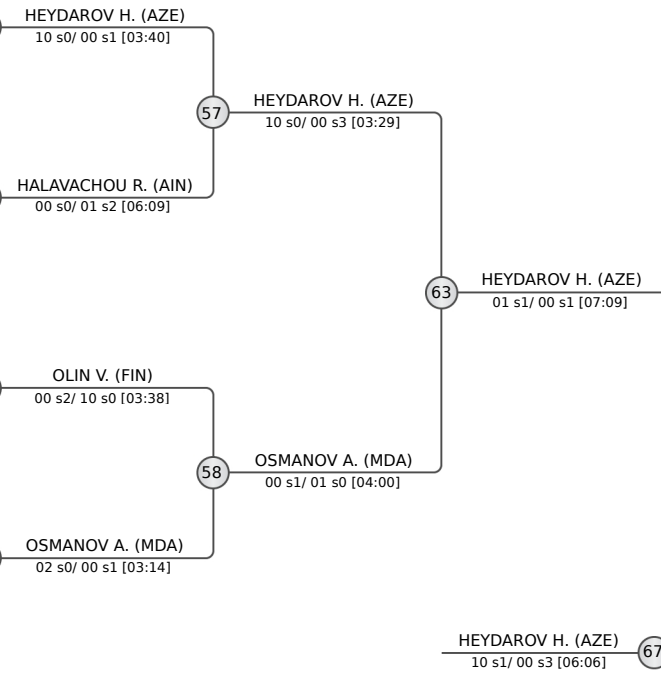 HEYDAROV H. (AZE)
10 s0/ 00 s1 [03:40]
57
HEYDAROV H. (AZE)
10 s0/ 00 s3 [03:29]
HALAVACHOU R. (AIN)
00 s0/ 01 s2 [06:09]
63
HEYDAROV H. (AZE)
01 s1/ 00 s1 [07:09]
OLIN V. (FIN)
00 s2/ 10 s0 [03:38]
58
OSMANOV A. (MDA)
00 s1/ 01 s0 [04:00]
OSMANOV A. (MDA)
02 s0/ 00 s1 [03:14]
HEYDAROV H. (AZE)
10 s1/ 00 s3 [06:06]
67